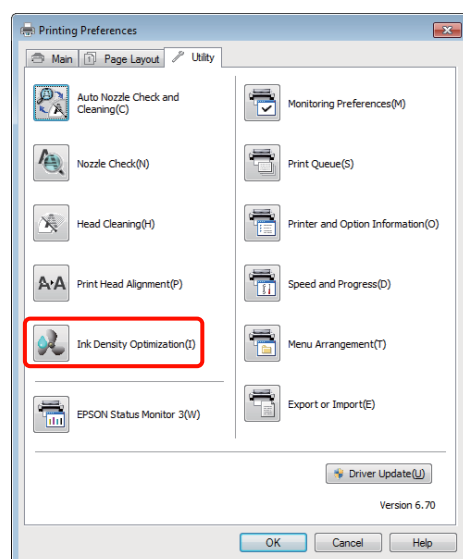 Printing Preferences
Main
Page Layout
Utility
Auto Nozzle Check and
Cleaning(C)
Nozzle Check(N)
Head Cleaning(H)
Print Head Alignment(P)
Ink Density Optimization(I)
EPSON Status Monitor 3(W)
Monitoring Preferences(M)
Print Queue(S)
Printer and Option Information(O)
Speed and Progress(D)
Menu Arrangement(T)
Export or Import(E)
Driver Update(U)
Version 6.70
OK
Cancel
Help